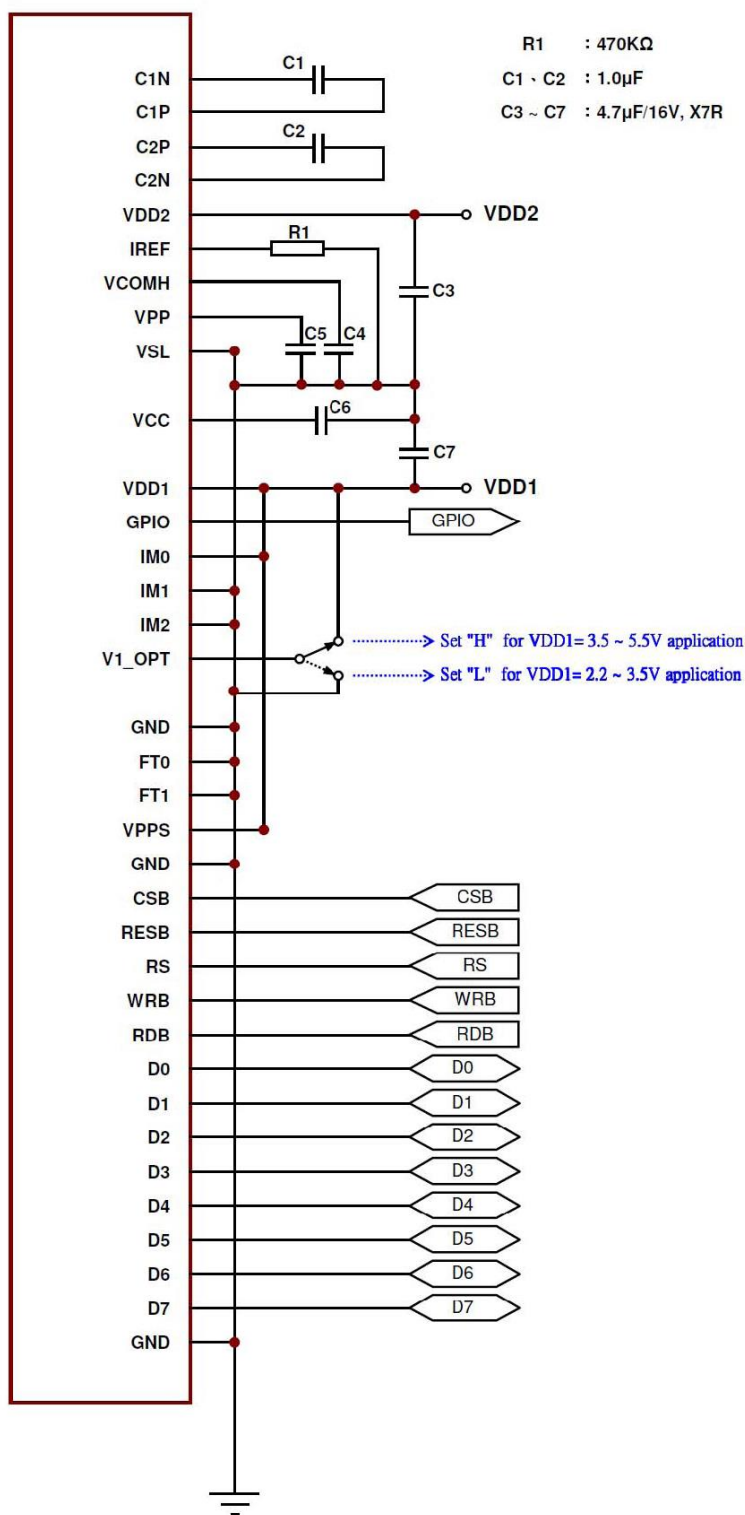 R1 : 470KΩ
C1、C2 : 1.0µF
C3 ~ C7 : 4.7µF/16V, X7R
C1
C1N
C1P
C2
C2P
C2N
VDD2 VDD2
R1
IREF
VCOMH
C3
VPP
C5 C4
VSL
C6
VCC
C7
VDD1 VDD1
GPIO GPIO
IM0
IM1
IM2
Set "H" for VDD1= 3.5 ~ 5.5V application
V1_OPT
Set "L" for VDD1= 2.2 ~ 3.5V application
GND
FT0
FT1
VPPS
GND
CSB CSB
RESB RESB
RS RS
WRB WRB
RDB RDB
D0 D0
D1 D1
D2 D2
D3 D3
D4 D4
D5 D5
D6 D6
D7 D7
GND